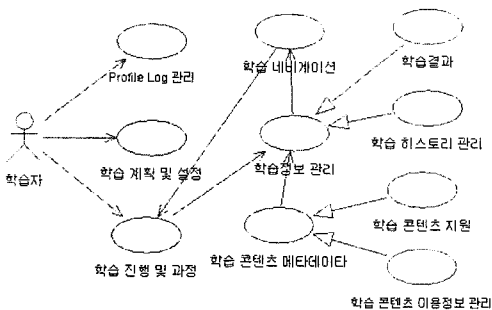 학습 네비게이션
학습결과
Profile Log 관리
학습 히스토리 관리
학습자
학습 계획 및 설정
학습정보 관리
학습 콘텐츠 지원
학습 진행 및 과정
학습 콘텐츠 메타데이타
학습 콘텐츠 이용정보 관리